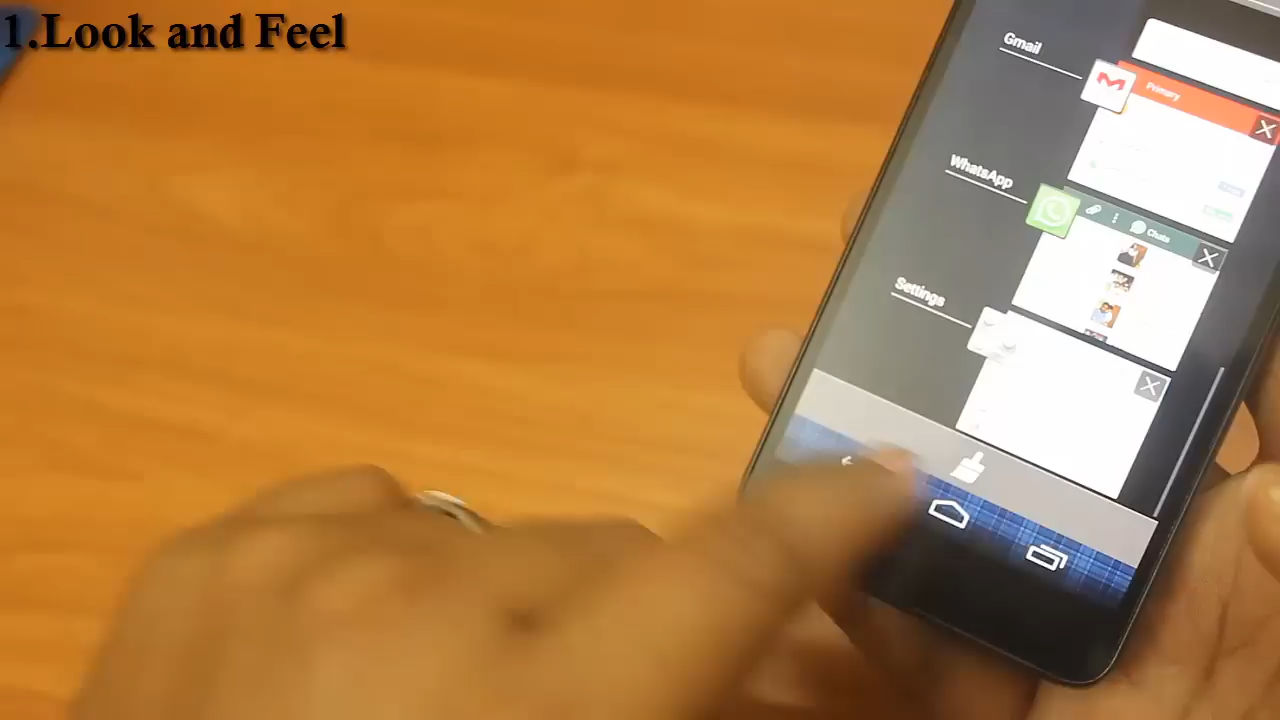 1.Look and Feel
Gmail
Primary
WhatsApp
Chats
Settings